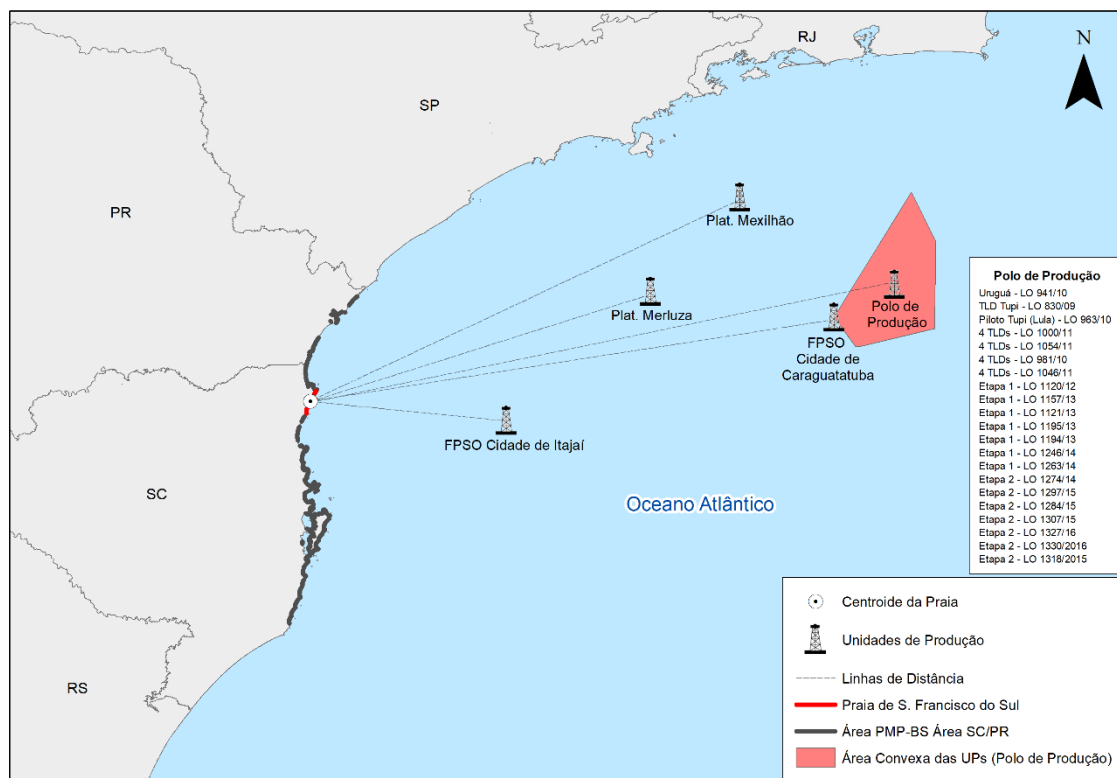 RJ
N
SP
PR
Plat. Mexilhão
Plat. Merluza
Polo de
Produção
FPSO
Cidade de
Caraguatatuba
FPSO Cidade de Itajaí
SC
Oceano Atlântico
RS
Polo de Produção
Uruguá - LO 941/10
TLD Tupi - LO 830/09
Piloto Tupi (Lula) - LO 963/10
4 TLDs - LO 1000/11
4 TLDs - LO 1054/11
4 TLDs - LO 981/10
4 TLDs - LO 1046/11
Etapa 1 - LO 1120/12
Etapa 1 - LO 1157/13
Etapa 1 - LO 1121/13
Etapa 1 - LO 1195/13
Etapa 1 - LO 1194/13
Etapa 1 - LO 1246/14
Etapa 1 - LO 1263/14
Etapa 2 - LO 1274/14
Etapa 2 - LO 1297/15
Etapa 2 - LO 1284/15
Etapa 2 - LO 1307/15
Etapa 2 - LO 1327/16
Etapa 2 - LO 1330/2016
Etapa 2 - LO 1318/2015
Centroide da Praia
Unidades de Produção
Linhas de Distância
Praia de S. Francisco do Sul
Área PMP-BS Área SC/PR
Área Convexa das UPs (Polo de Produção)